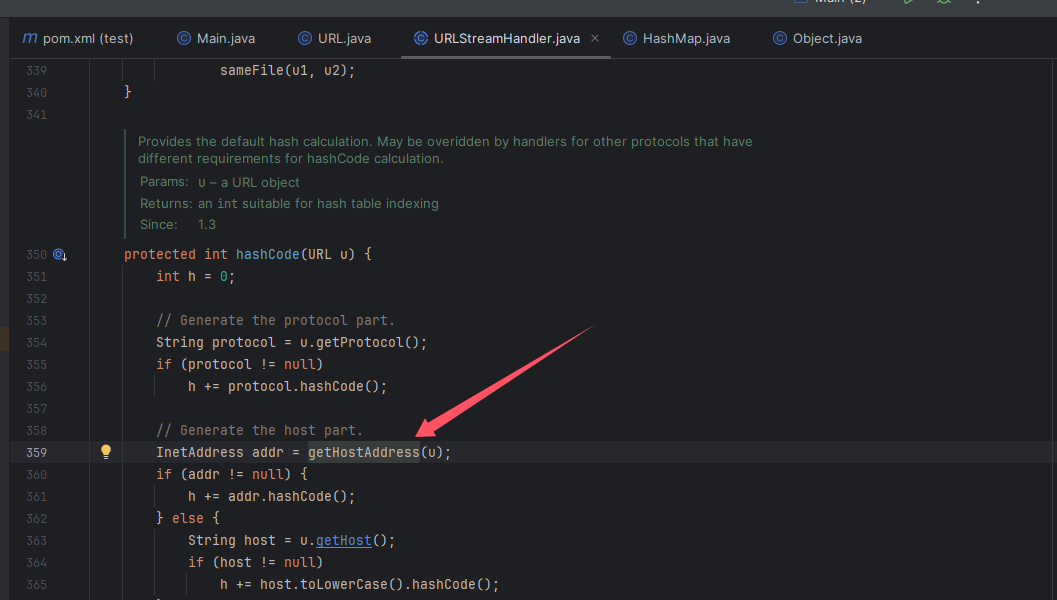 Main (2)
m pom.xml (test) Main.java URL.java URLStreamHandler.java HashMap.java Object.java
339 sameFile(u1, u2);
340 }
341
Provides the default hash calculation. May be overidden by handlers for other protocols that have
different requirements for hashCode calculation.
Params: u – a URL object
Returns: an int suitable for hash table indexing
Since: 1.3
350 protected int hashCode(URL u) {
351 int h = 0;
352
353 // Generate the protocol part.
354 String protocol = u.getProtocol();
355 if (protocol != null)
356 h += protocol.hashCode();
357
358 // Generate the host part.
359 InetAddress addr = getHostAddress(u);
360 if (addr != null) {
361 h += addr.hashCode();
362 } else {
363 String host = u.getHost();
364 if (host != null)
365 h += host.toLowerCase().hashCode();